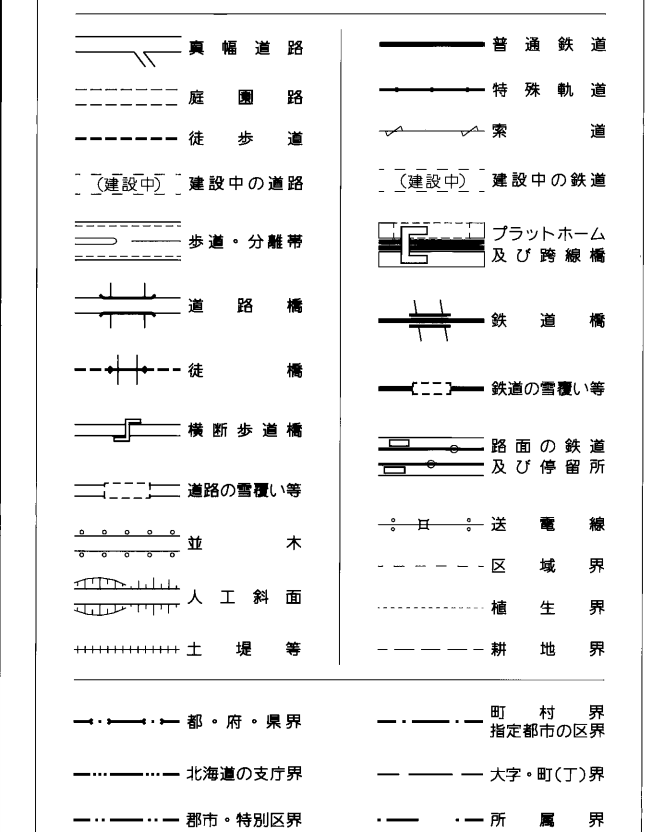 真幅道路
庭園路
徒歩道
(建設中) 建設中の道路
歩道・分離帯
道路橋
徒橋
横断歩道橋
道路の雪覆い等
並木
人工斜面
土堤等
普通鉄道
特殊軌道
索道
(建設中) 建設中の鉄道
プラットホーム
及び跨線橋
鉄道橋
鉄道の雪覆い等
路面の鉄道
及び停留所
送電線
区域界
植生界
耕地界
都・府・県界
北海道の支庁界
郡市・特別区界
町村界
指定都市の区界
大字・町(丁)界
所属界